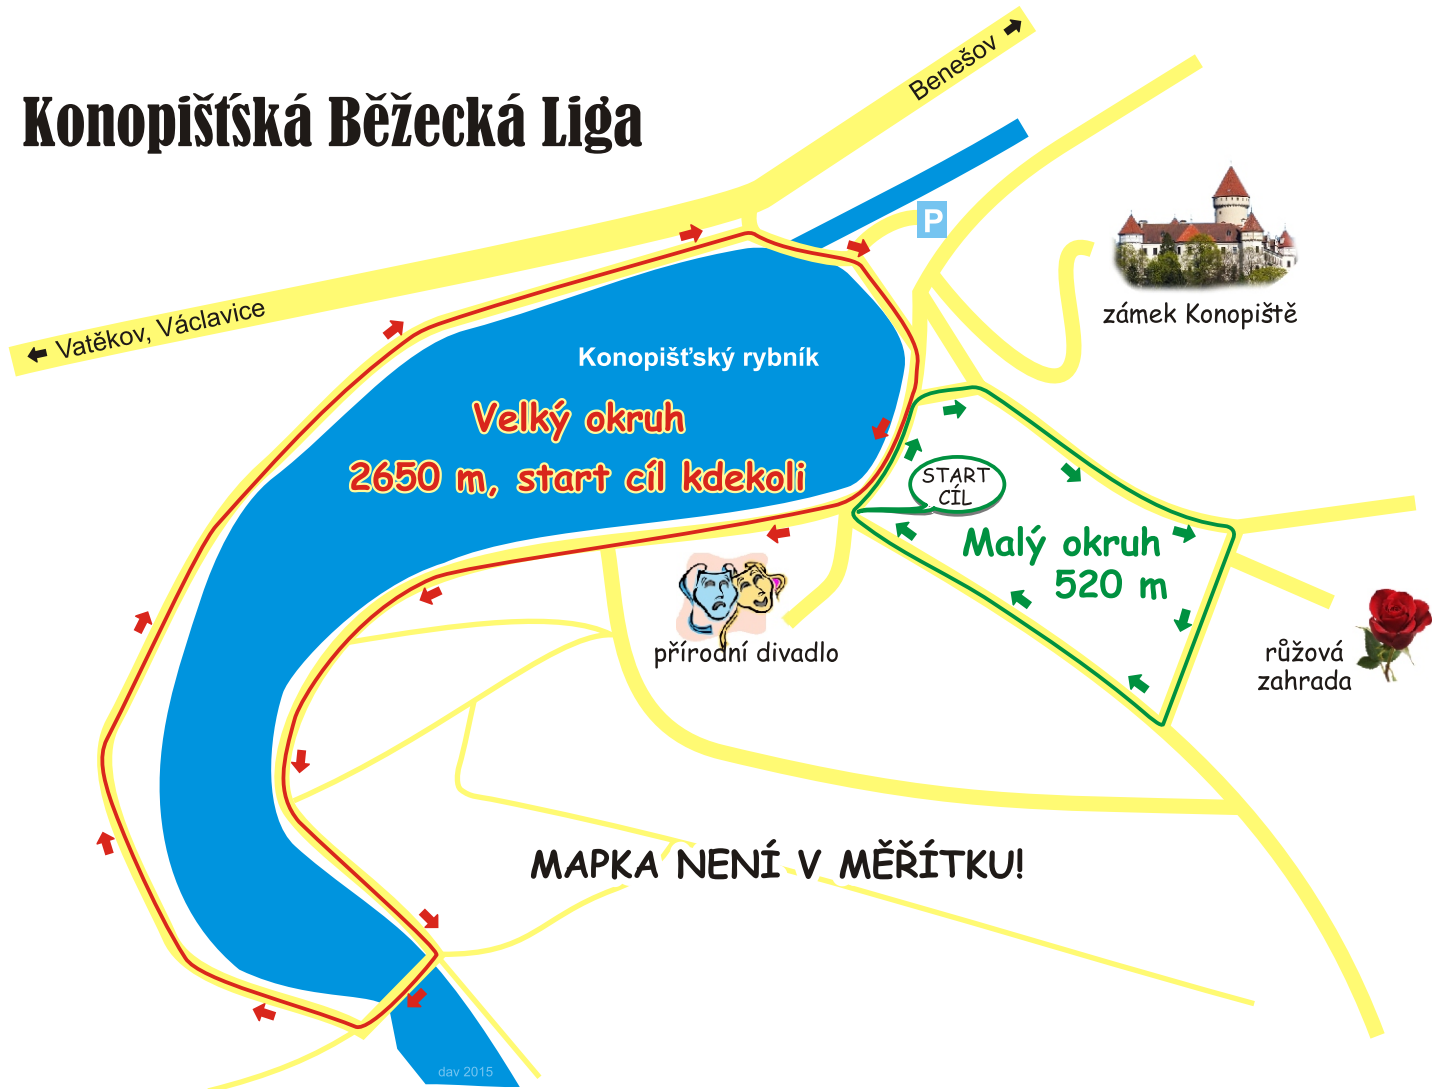 Benešov
Konopišťská Běžecká Liga
P
Vatěkov, Václavice
zámek Konopiště
Konopišťský rybník
Velký okruh
2650 m, start cíl kdekoli
START
CÍL
Malý okruh
520 m
přírodní divadlo
růžová
zahrada
MAPKA NENÍ V MĚŘÍTKU!
dav 2015